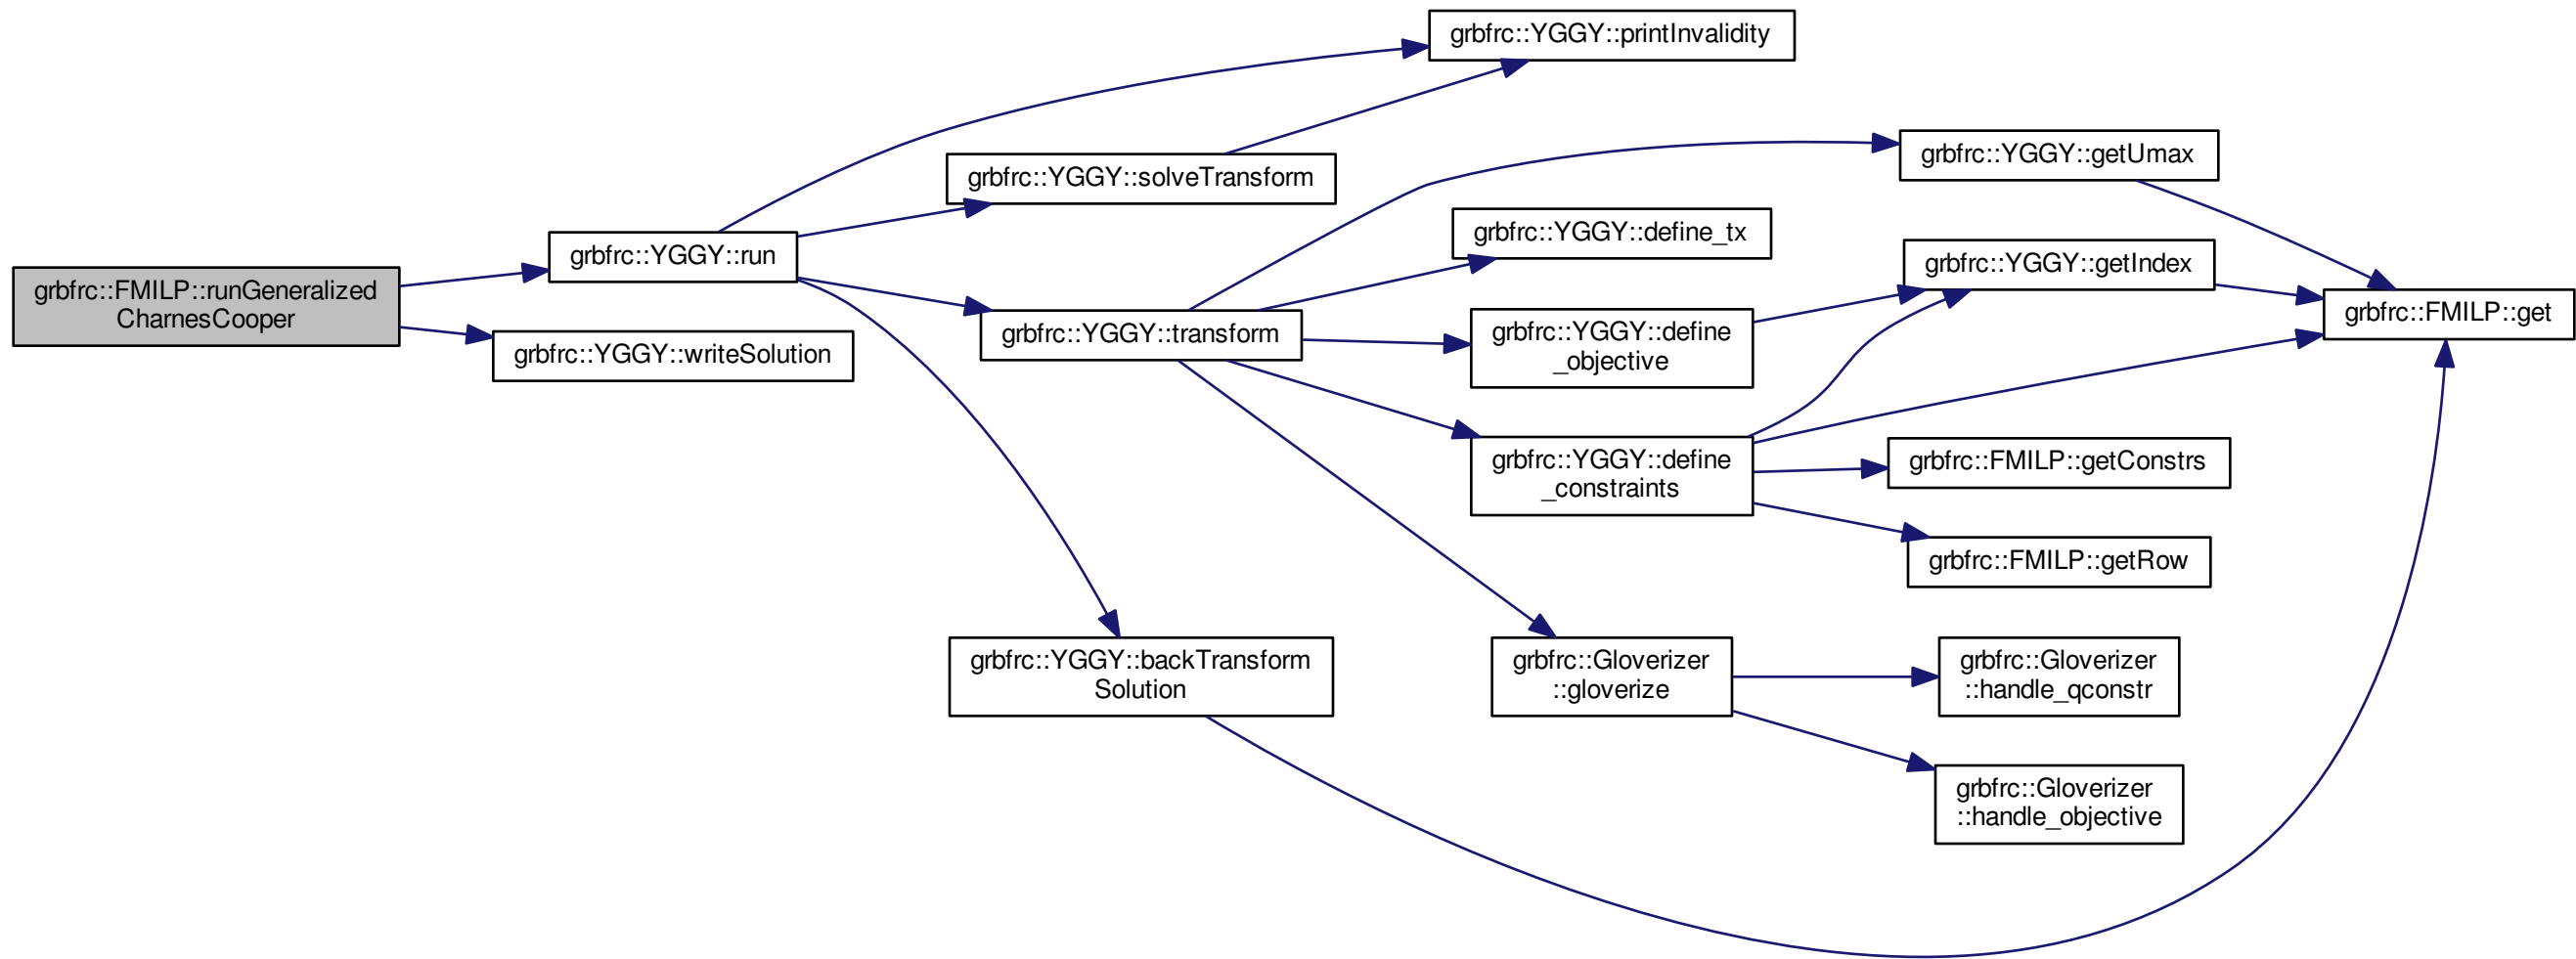 grbfrc::FMILP::runGeneralized
CharnesCooper
grbfrc::YGGY::run
grbfrc::YGGY::writeSolution
grbfrc::YGGY::printInvalidity
grbfrc::YGGY::solveTransform
grbfrc::YGGY::transform
grbfrc::YGGY::backTransform
Solution
grbfrc::YGGY::getUmax
grbfrc::YGGY::define_tx
grbfrc::YGGY::define
_objective
grbfrc::YGGY::define
_constraints
grbfrc::Gloverizer
::gloverize
grbfrc::YGGY::getIndex
grbfrc::FMILP::get
grbfrc::FMILP::getConstrs
grbfrc::FMILP::getRow
grbfrc::Gloverizer
::handle_qconstr
grbfrc::Gloverizer
::handle_objective